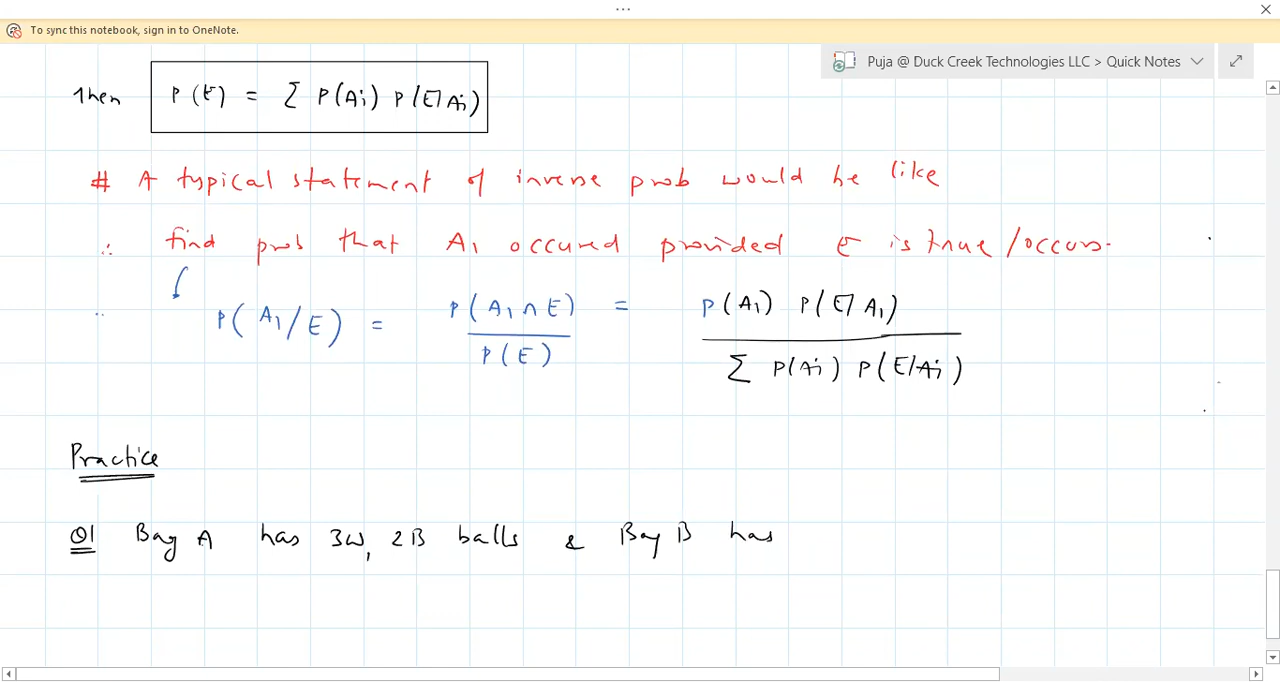 To sync this notebook, sign in to OneNote.
Puja @ Duck Creek Technologies LLC > Quick Notes
Then P(E) = Σ P(Ai) P(E/Ai)
# A typical statement of inverse prob would be like
∴ find prob that A1 occured provided E is true/occurs.
∴ P(A1/E) = P(A1∩E) / P(E) = P(A1) P(E/A1) / Σ P(Ai) P(E/Ai)
Practice
Q1 Bag A has 3W, 2B balls & Bag B has